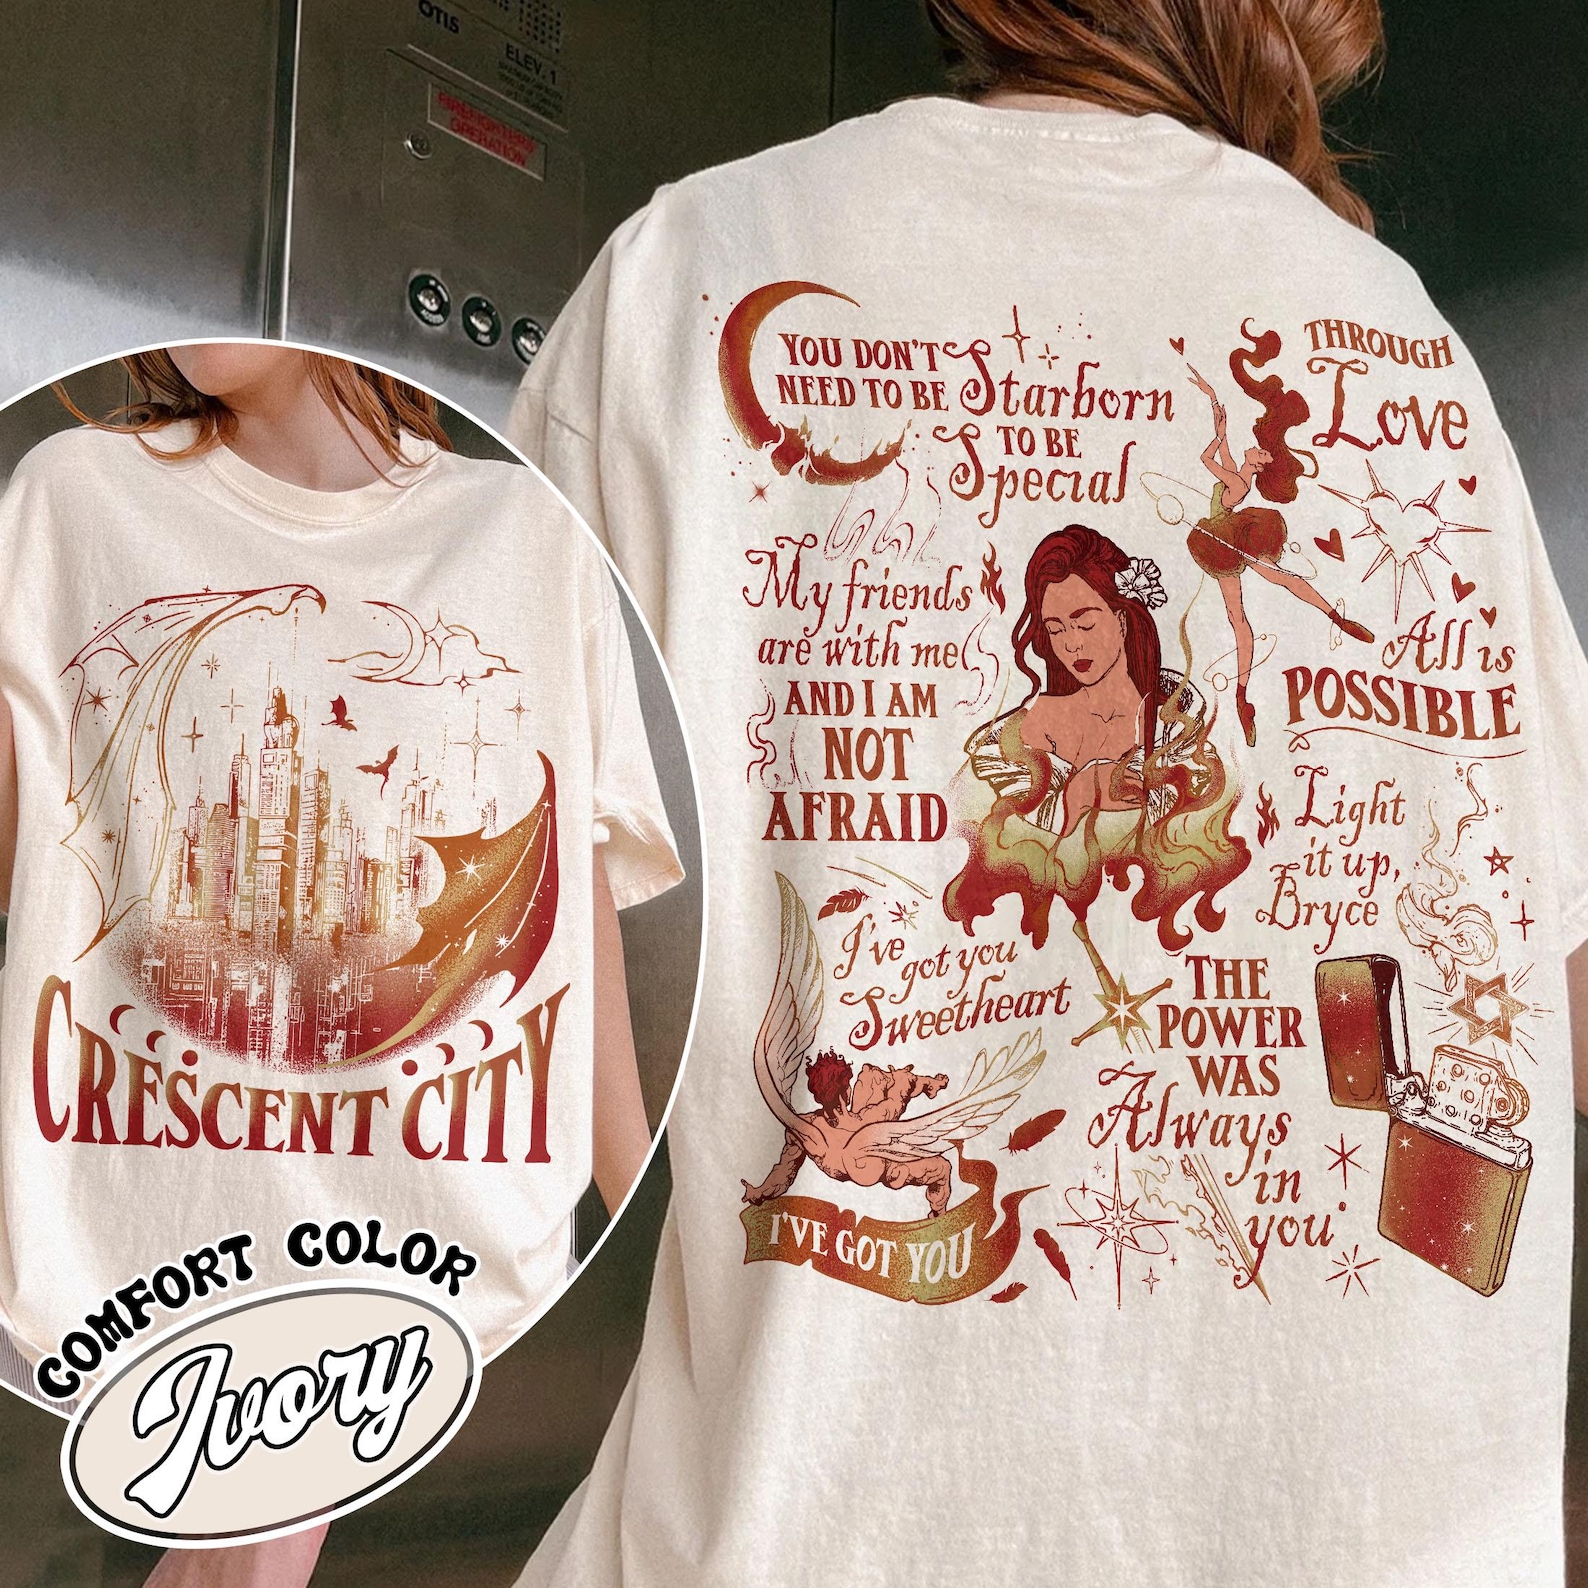 OTIS
ELEV. 1
FIREFIGHTERS'
OPERATION
YOU DON'T
NEED TO BE Starborn
TO BE
Special
THROUGH
Love
My friends
are with me
AND I AM
NOT
AFRAID
All is
POSSIBLE
Light
it up,
Bryce
I've
got you
Sweetheart
THE
POWER
WAS
Always
in
you
I'VE GOT YOU
CRESCENT CITY
COMFORT COLOR
Ivory